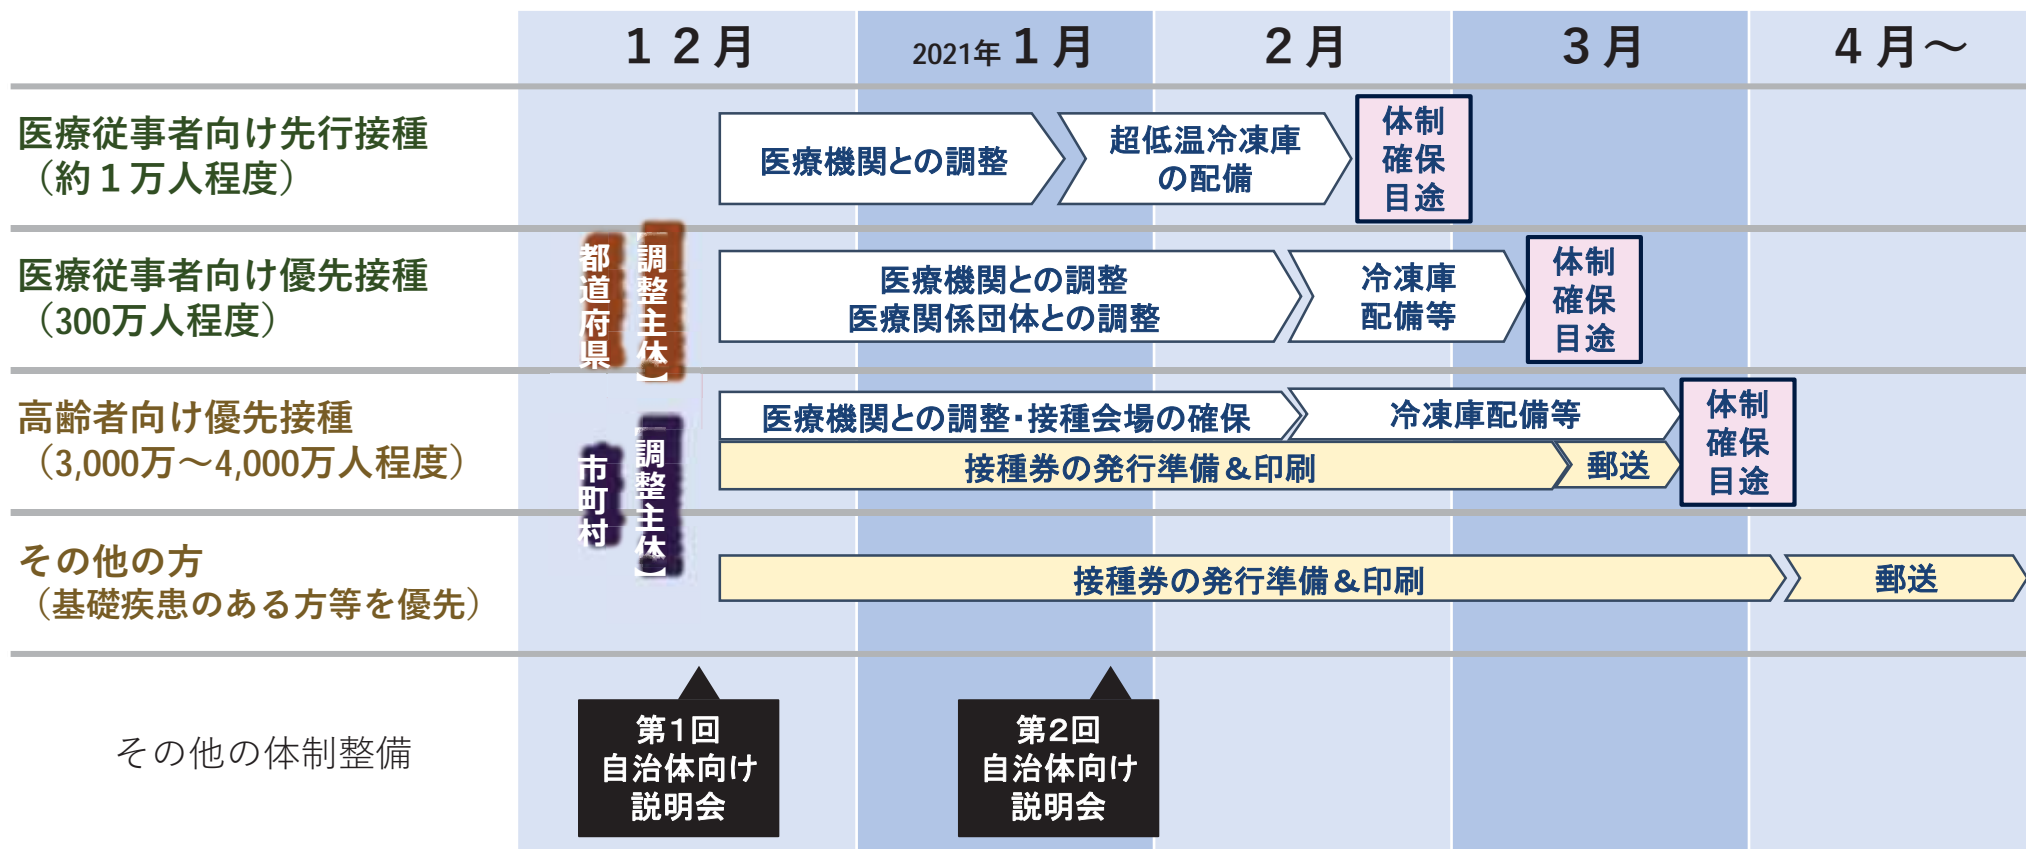 １２月
2021年 １月
２月
３月
４月～
医療従事者向け先行接種
（約１万人程度）
医療機関との調整
超低温冷凍庫
の配備
体制
確保
目途
医療従事者向け優先接種
（300万人程度）
【調整主体】
都道府県
医療機関との調整
医療関係団体との調整
冷凍庫
配備等
体制
確保
目途
高齢者向け優先接種
（3,000万～4,000万人程度）
【調整主体】
市町村
医療機関との調整・接種会場の確保
冷凍庫配備等
接種券の発行準備＆印刷
郵送
体制
確保
目途
その他の方
（基礎疾患のある方等を優先）
接種券の発行準備＆印刷
郵送
その他の体制整備
第１回
自治体向け
説明会
第２回
自治体向け
説明会